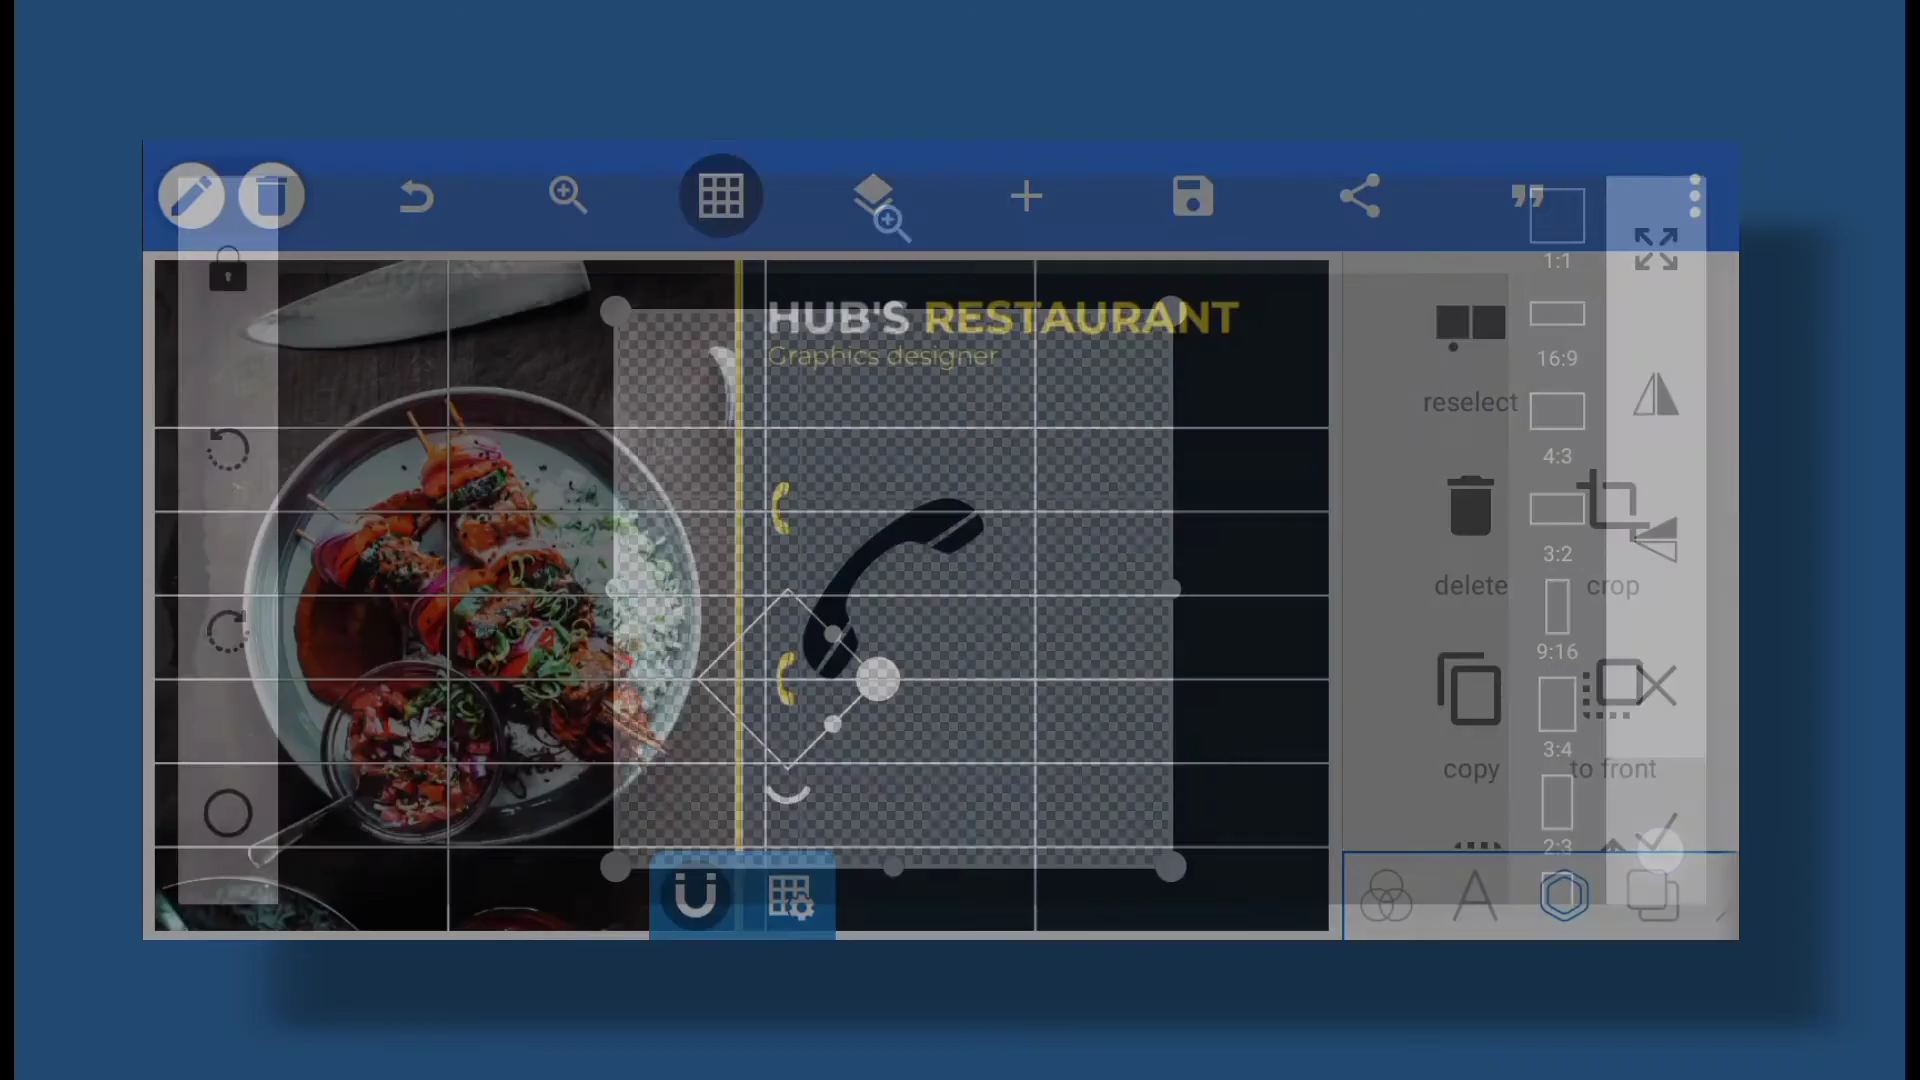 HUB'S RESTAURANT
Graphics designer
1:1
16:9
reselect
4:3
3:2
delete
crop
9:16
3:4
copy
to front
2:3